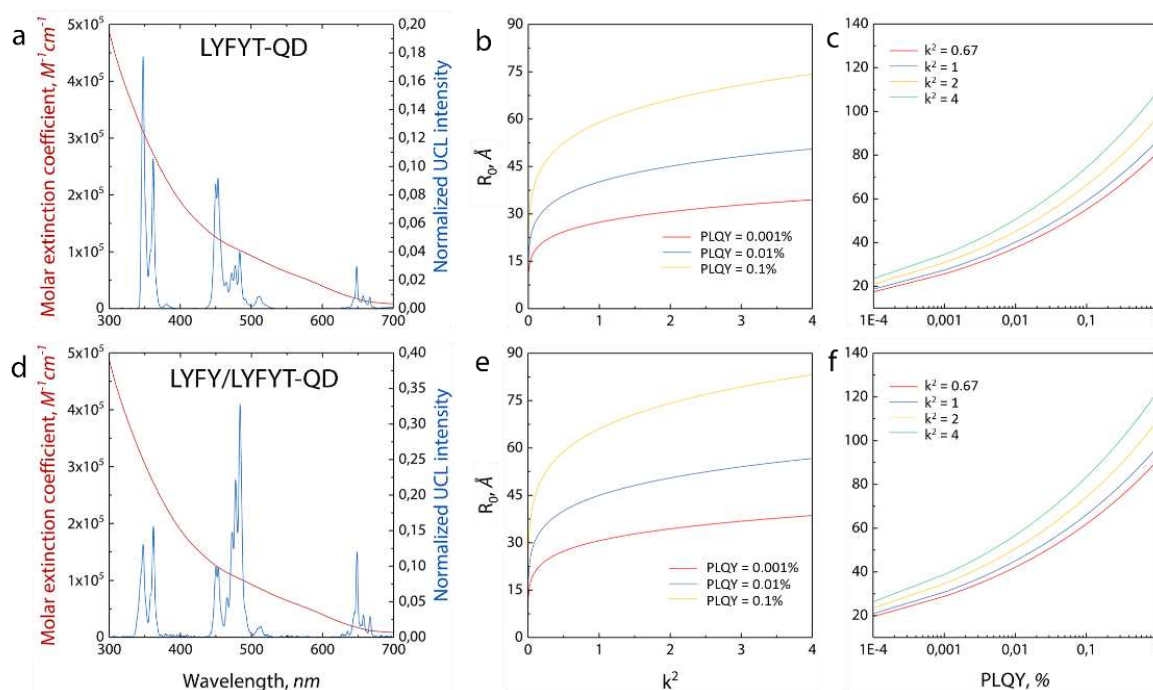 a
LYFYT-QD
Molar extinction coefficient, M⁻¹cm⁻¹
5x10⁵
4x10⁵
3x10⁵
2x10⁵
1x10⁵
0
300 400 500 600 700
0,20
0,18
0,16
0,14
0,12
0,10
0,08
0,06
0,04
0,02
0,00
Normalized UCL intensity
b
R₀, Å
90
75
60
45
30
15
0
PLQY = 0.001%
PLQY = 0.01%
PLQY = 0.1%
0 1 2 3 4
c
140
120
100
80
60
40
20
k² = 0.67
k² = 1
k² = 2
k² = 4
1E-4 0,001 0,01 0,1
d
LYFY/LYFYT-QD
Molar extinction coefficient, M⁻¹cm⁻¹
5x10⁵
4x10⁵
3x10⁵
2x10⁵
1x10⁵
0
300 400 500 600 700
Wavelength, nm
0,40
0,35
0,30
0,25
0,20
0,15
0,10
0,05
0,00
Normalized UCL intensity
e
R₀, Å
90
75
60
45
30
15
0
PLQY = 0.001%
PLQY = 0.01%
PLQY = 0.1%
0 1 2 3 4
k²
f
140
120
100
80
60
40
20
k² = 0.67
k² = 1
k² = 2
k² = 4
1E-4 0,001 0,01 0,1
PLQY, %